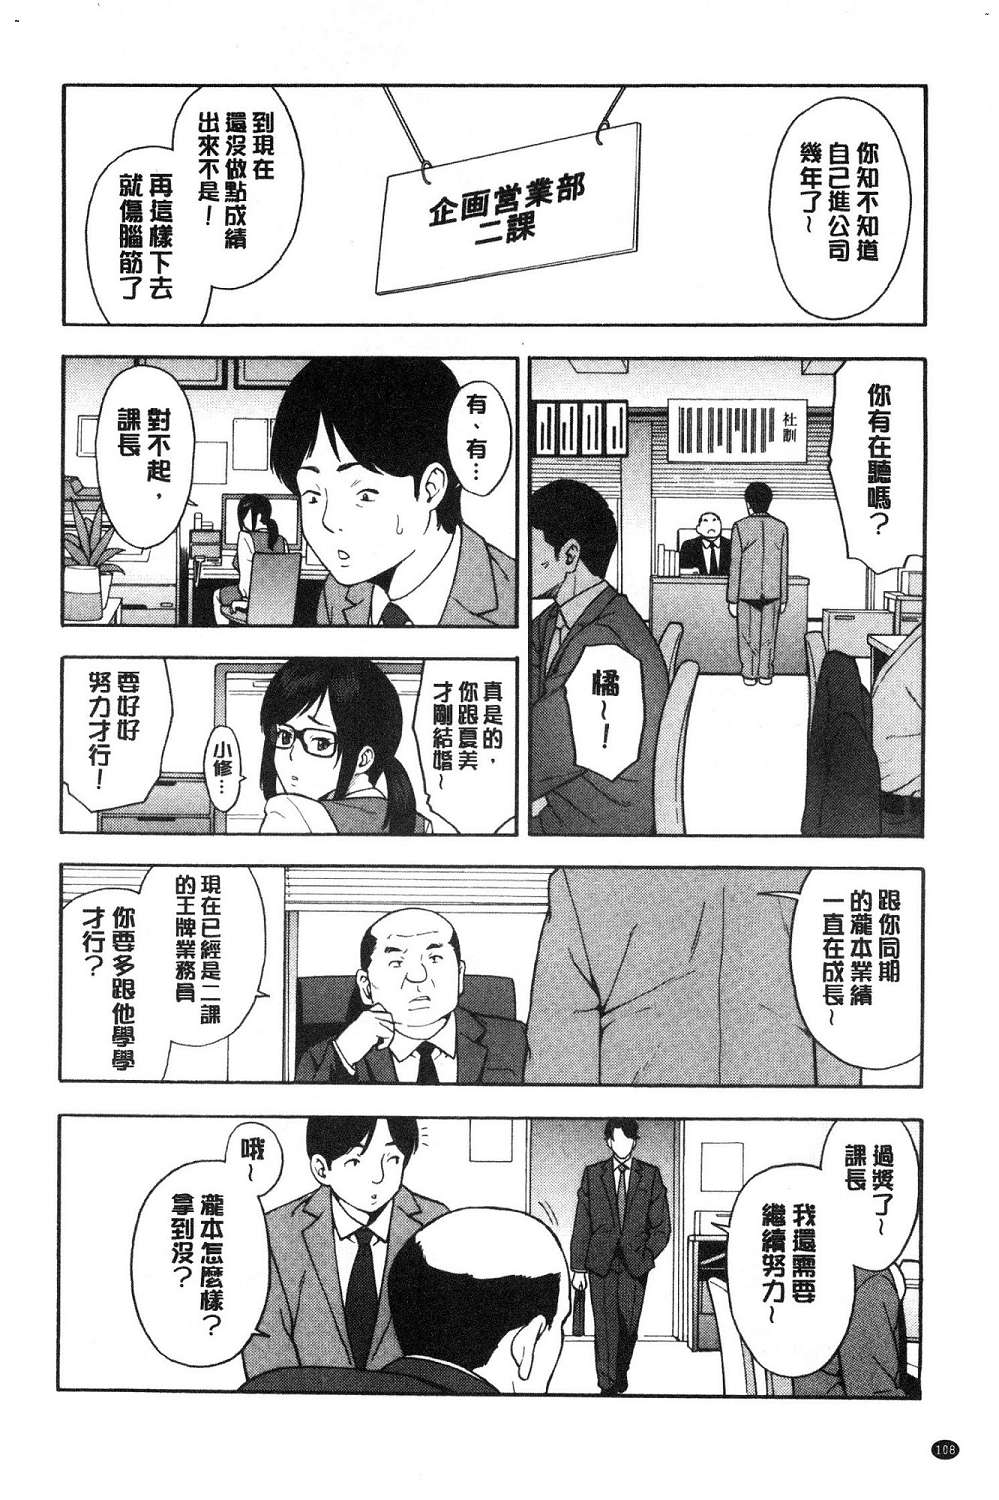 你知不知道
自己進公司
幾年了～
企画営業部
二課
到現在
還沒做點成績
出來不是！
再這樣下去
就傷腦筋了
你有在聽嗎？
社訓
橘～！
有、有…
對不起，
課長
真是的，
你跟夏美
才剛結婚～
小修…
要好好
努力才行！
跟你同期
的瀧本業績
一直在成長～
現在已經是二課
的王牌業務員
你要多跟他學學
才行？
過獎了～
課長
我還需要
繼續努力～
哦～
瀧本怎麼樣？
拿到沒？
108